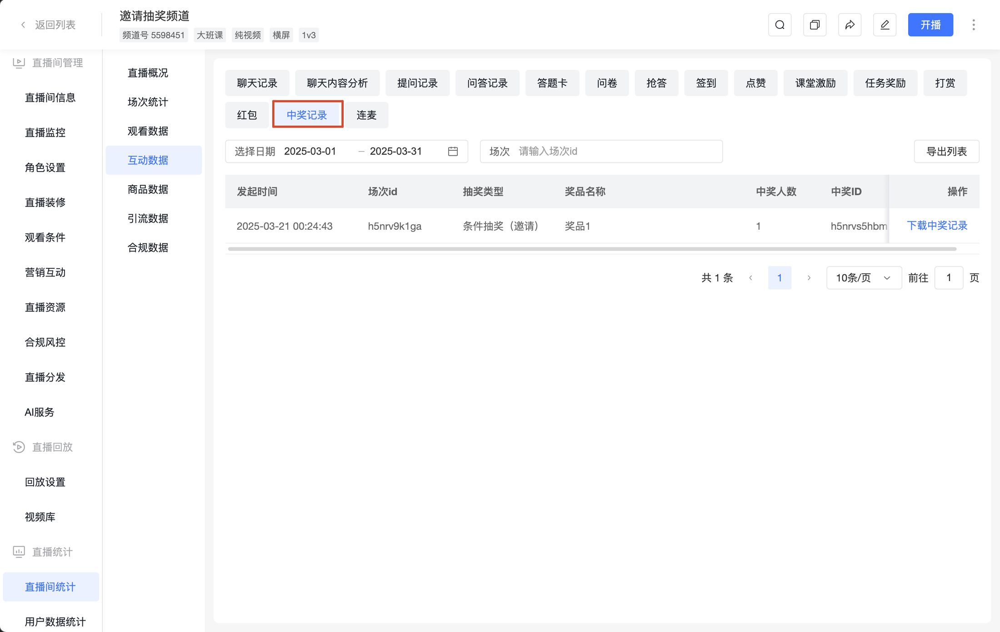 返回列表
邀请抽奖频道
频道号 5598451 大班课 纯视频 横屏 1v3
开播
直播间管理
直播间信息
直播监控
角色设置
直播装修
观看条件
营销互动
直播资源
合规风控
直播分发
AI服务
直播回放
回放设置
视频库
直播统计
直播间统计
用户数据统计
直播概况
场次统计
观看数据
互动数据
商品数据
引流数据
合规数据
聊天记录 聊天内容分析 提问记录 问答记录 答题卡 问卷 抢答 签到 点赞 课堂激励 任务奖励 打赏
红包 中奖记录 连麦
选择日期 2025-03-01 – 2025-03-31 场次 请输入场次id 导出列表
发起时间 场次id 抽奖类型 奖品名称 中奖人数 中奖ID 操作
2025-03-21 00:24:43 h5nrv9k1ga 条件抽奖（邀请） 奖品1 1 h5nrvs5hbm 下载中奖记录
共 1 条 1 10条/页 前往 1 页